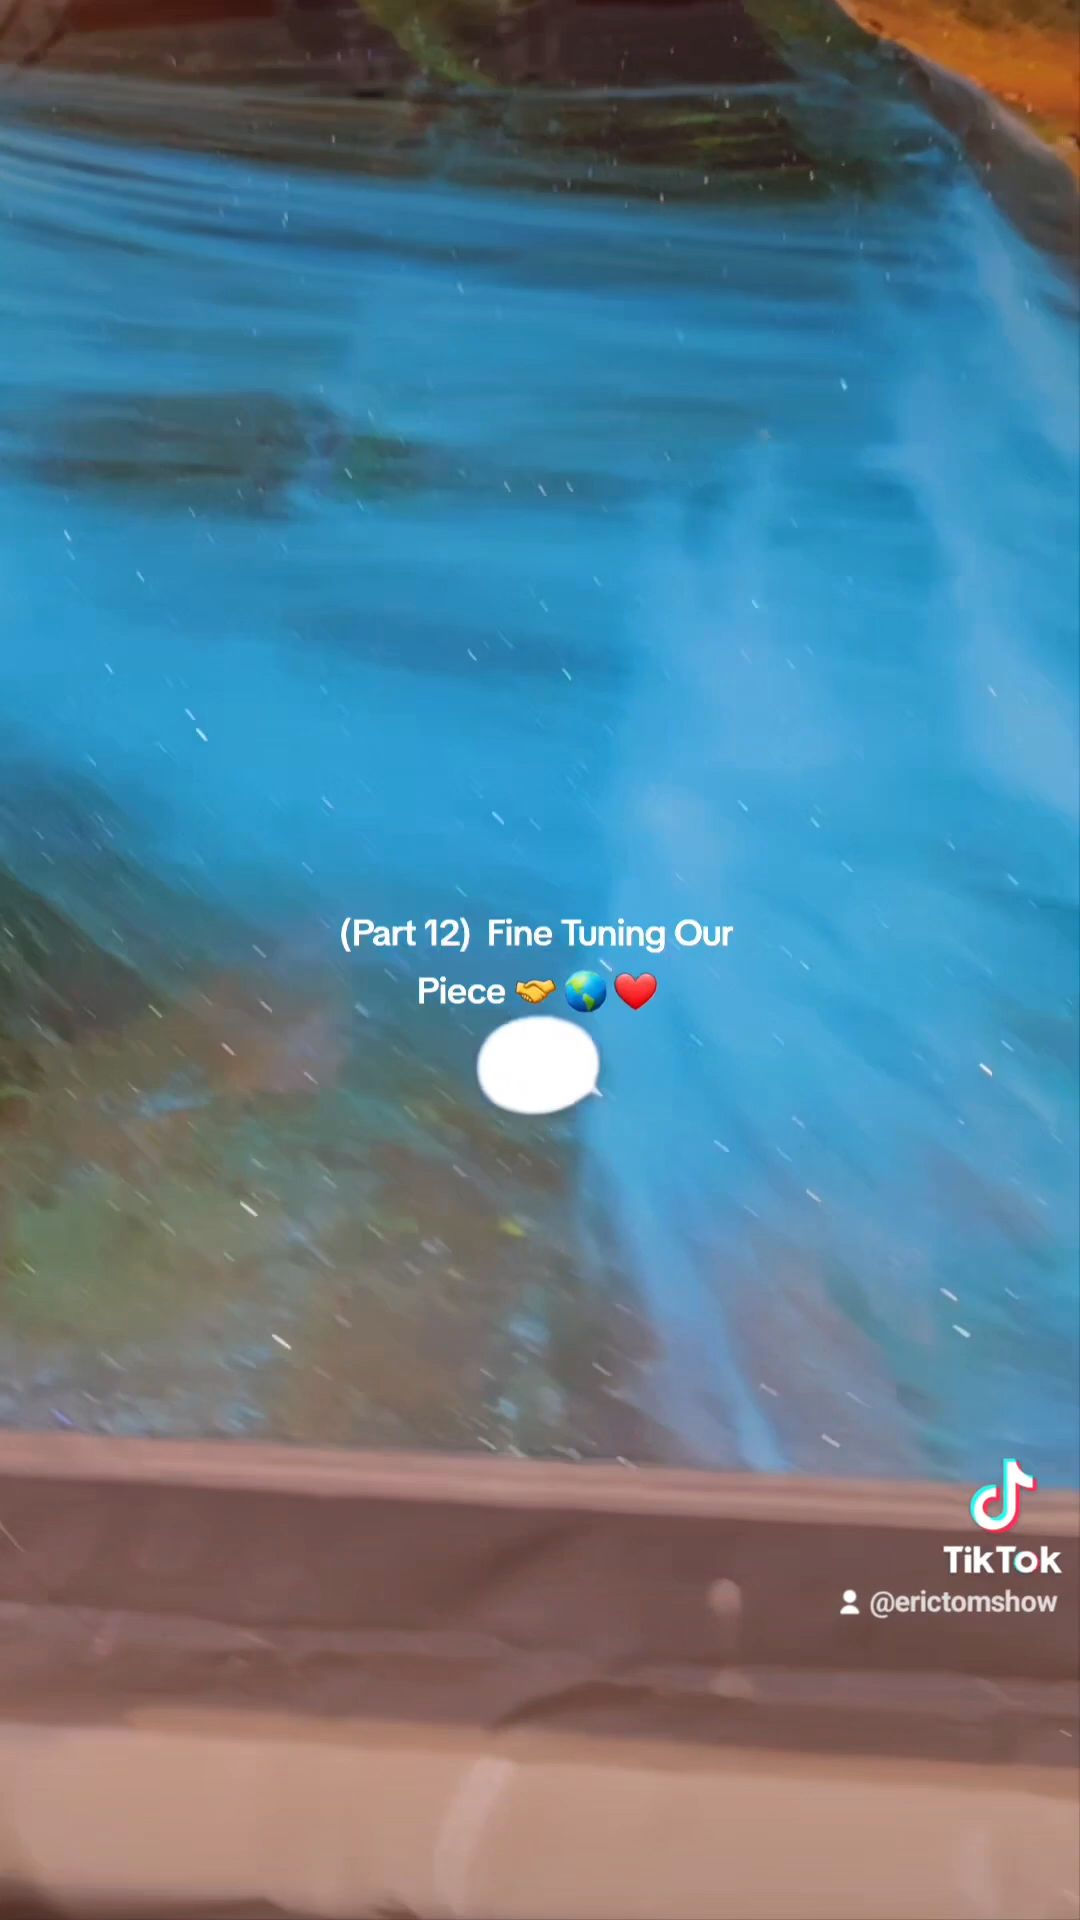 (Part 12)  Fine Tuning Our
Piece 🤝🌎❤️
TikTok
@erictomshow